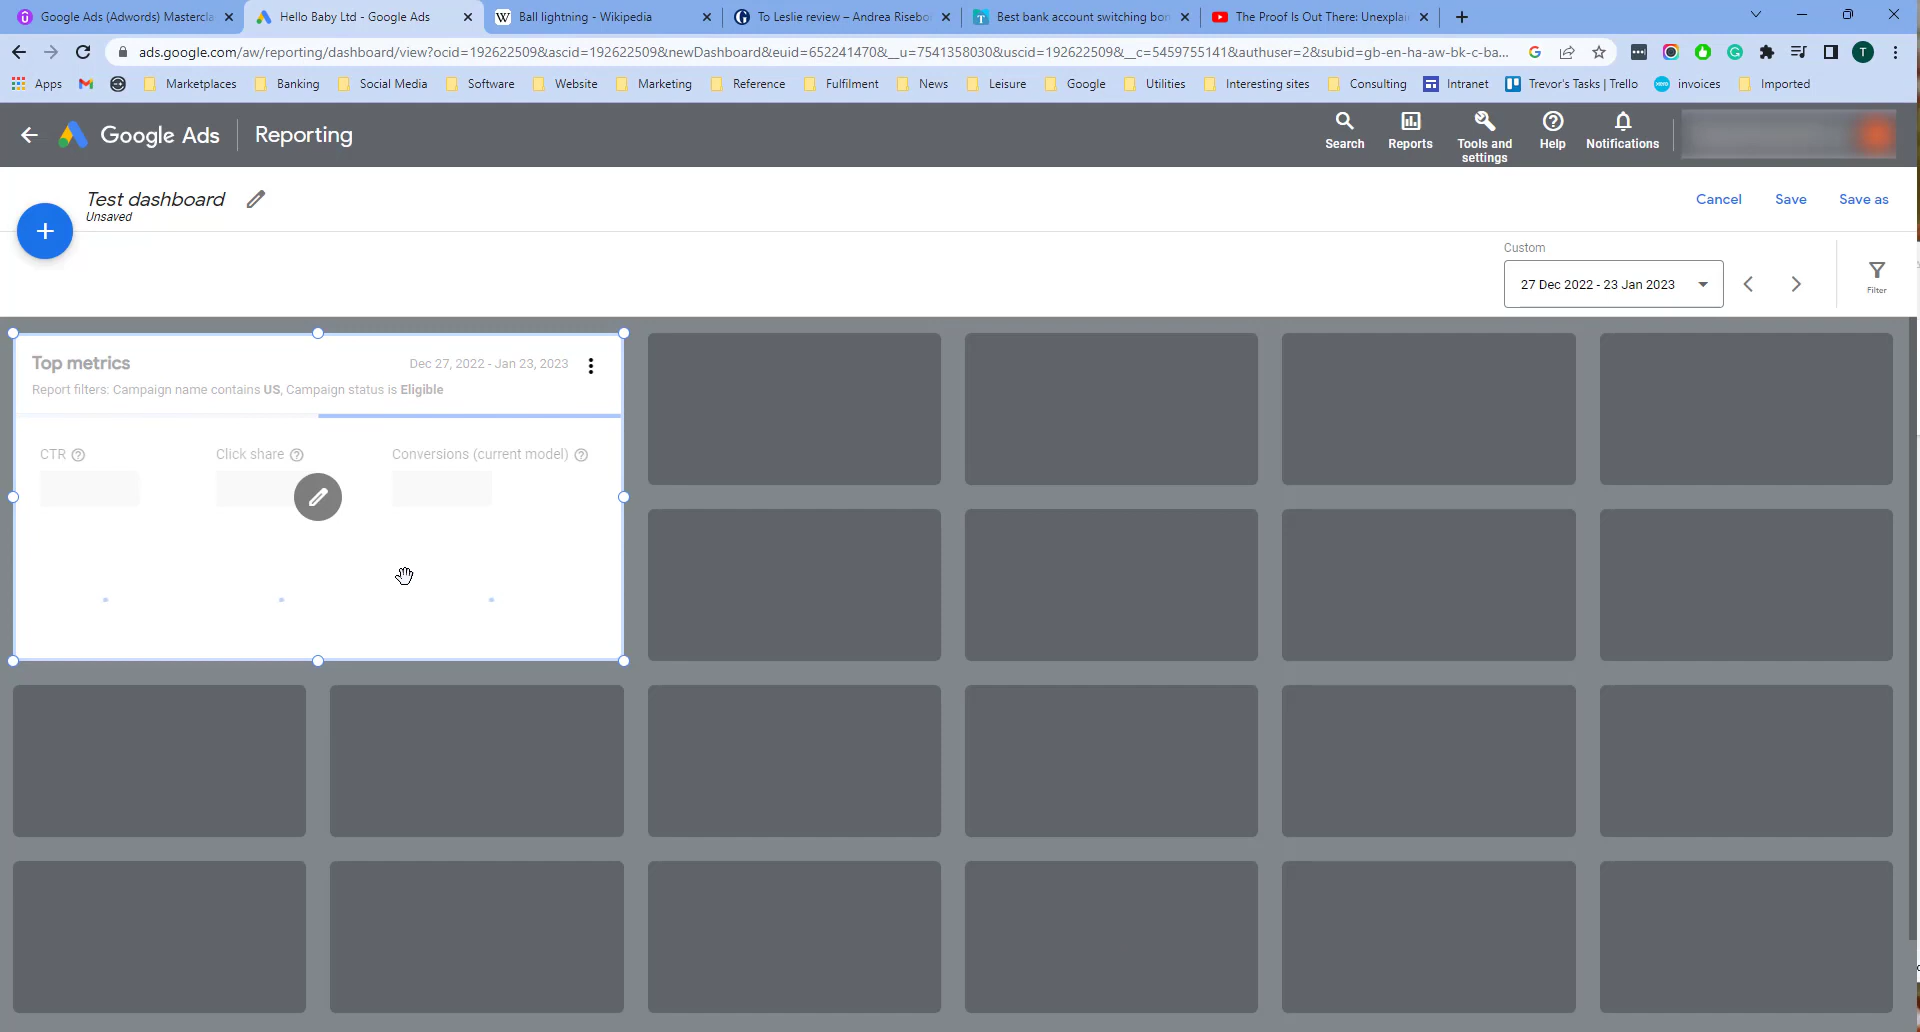 Google Ads (Adwords) Mastercla
Hello Baby Ltd - Google Ads
W Ball lightning - Wikipedia
To Leslie review – Andrea Risebo
T Best bank account switching bon
The Proof Is Out There: Unexplai
ads.google.com/aw/reporting/dashboard/view?ocid=192622509&ascid=192622509&newDashboard&euid=652241470&__u=7541358030&uscid=192622509&__c=5459755141&authuser=2&subid=gb-en-ha-aw-bk-c-ba...
T
Apps Marketplaces Banking Social Media Software Website Marketing Reference Fulfilment News Leisure Google Utilities Interesting sites Consulting Intranet Trevor's Tasks | Trello invoices Imported
Google Ads Reporting
Search Reports Tools and settings Help Notifications
Test dashboard
Unsaved
Cancel Save Save as
Custom
27 Dec 2022 - 23 Jan 2023
Filter
Top metrics Dec 27, 2022 - Jan 23, 2023
Report filters: Campaign name contains US, Campaign status is Eligible
CTR Click share Conversions (current model)